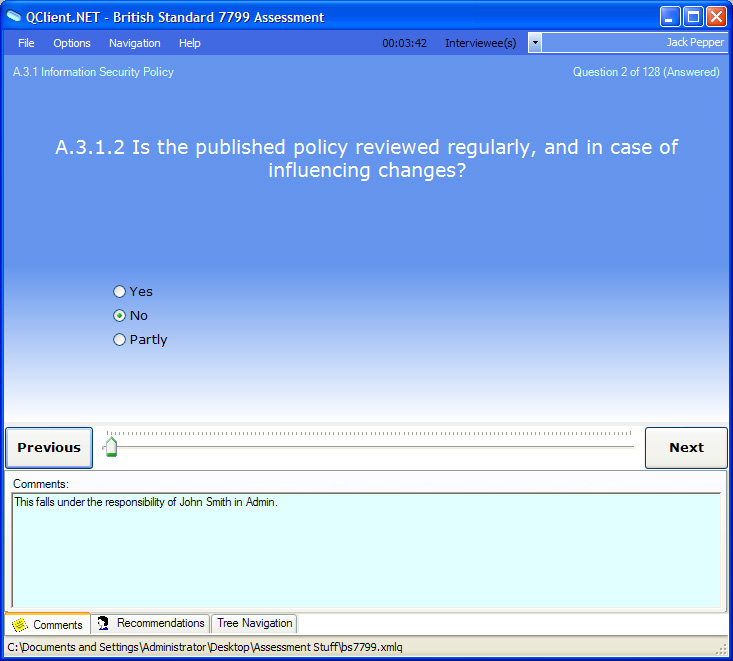 QClient.NET - British Standard 7799 Assessment
File Options Navigation Help 00:03:42 Interviewee(s) Jack Pepper
A.3.1 Information Security Policy Question 2 of 128 (Answered)
A.3.1.2 Is the published policy reviewed regularly, and in case of
influencing changes?
Yes
No
Partly
Previous Next
Comments:
This falls under the responsibility of John Smith in Admin.
Comments Recommendations Tree Navigation
C:\Documents and Settings\Administrator\Desktop\Assessment Stuff\bs7799.xmlq